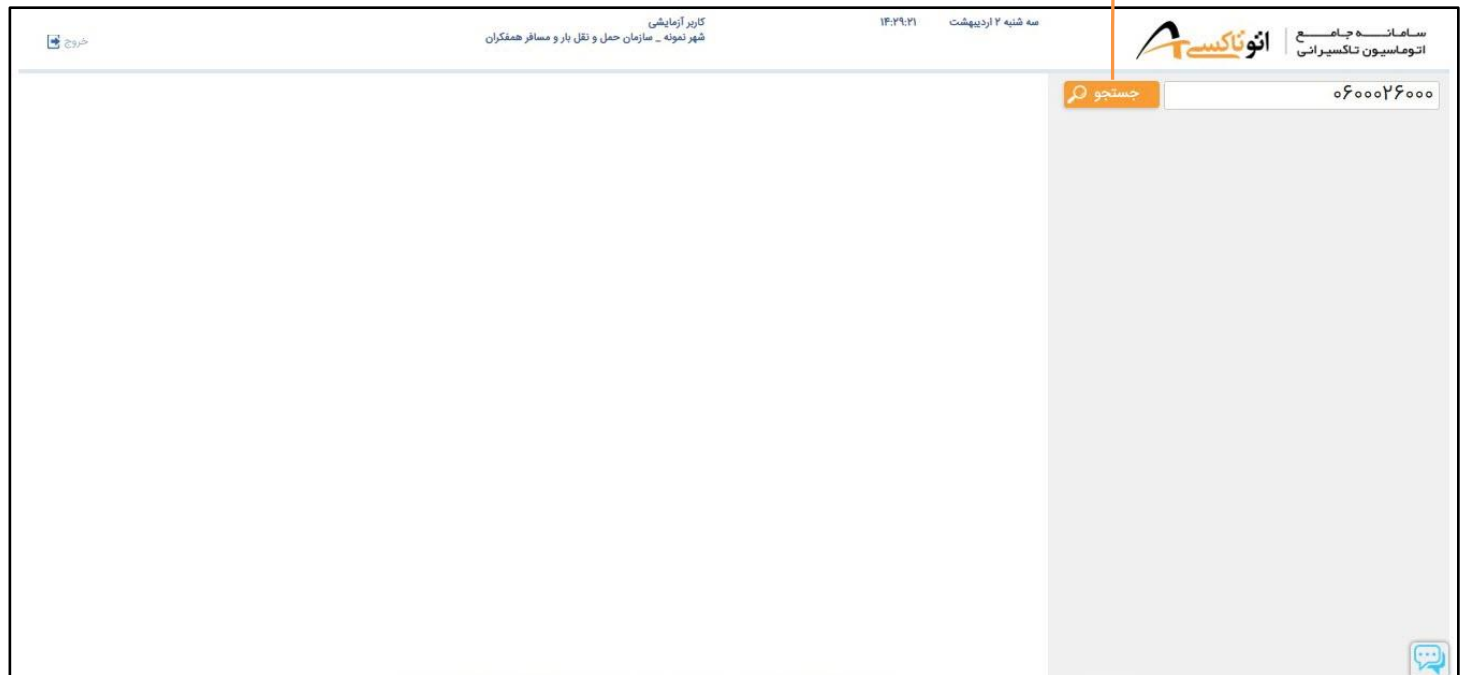 سامانه جامع
اتوماسیون تاکسیرانی
اتوتاکسی
سه شنبه ۲ اردیبهشت
۱۴:۲۹:۲۱
کاربر آزمایشی
شهر نمونه _ سازمان حمل و نقل بار و مسافر همفکران
خروج
۰۶۰۰۰۲۶۰۰۰
جستجو